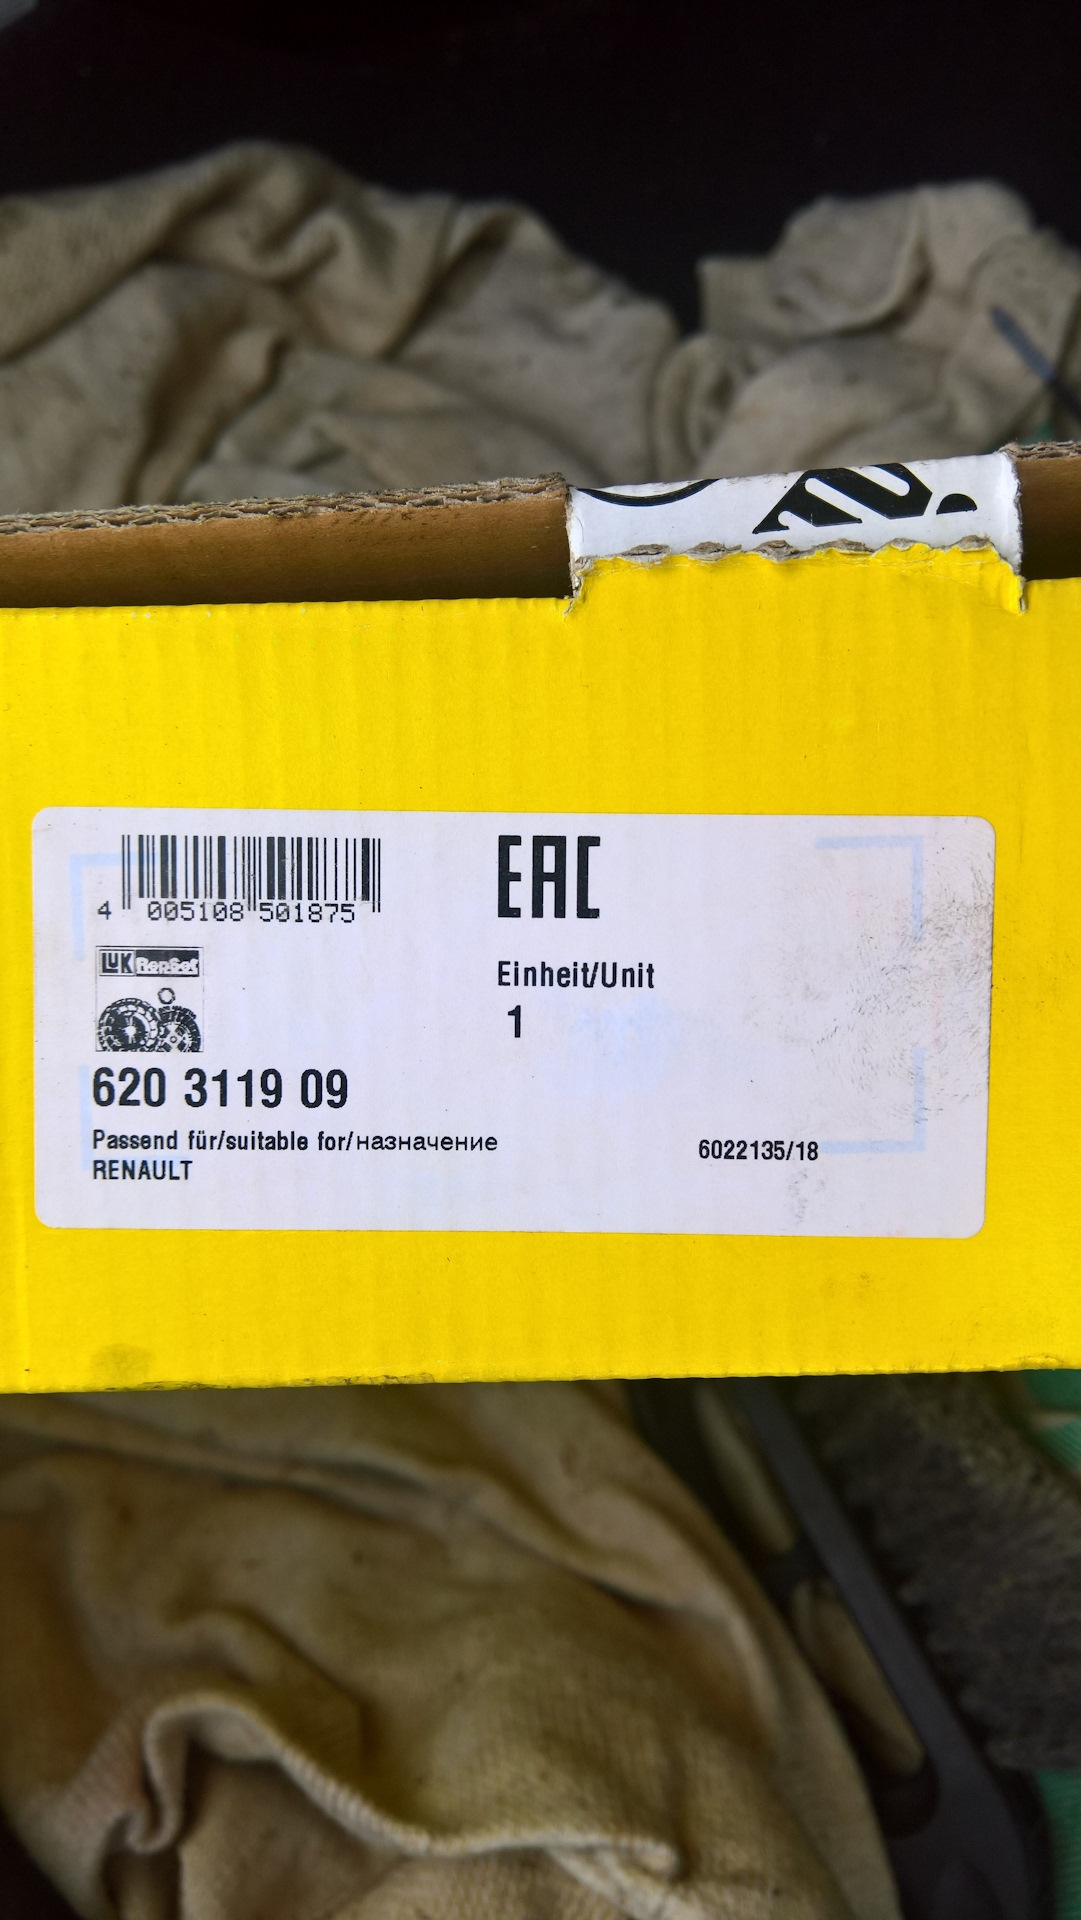 4 005108 501875
EAC
LUK RepSet
Einheit/Unit
1
620 3119 09
Passend für/suitable for/назначение
RENAULT
6022135/18